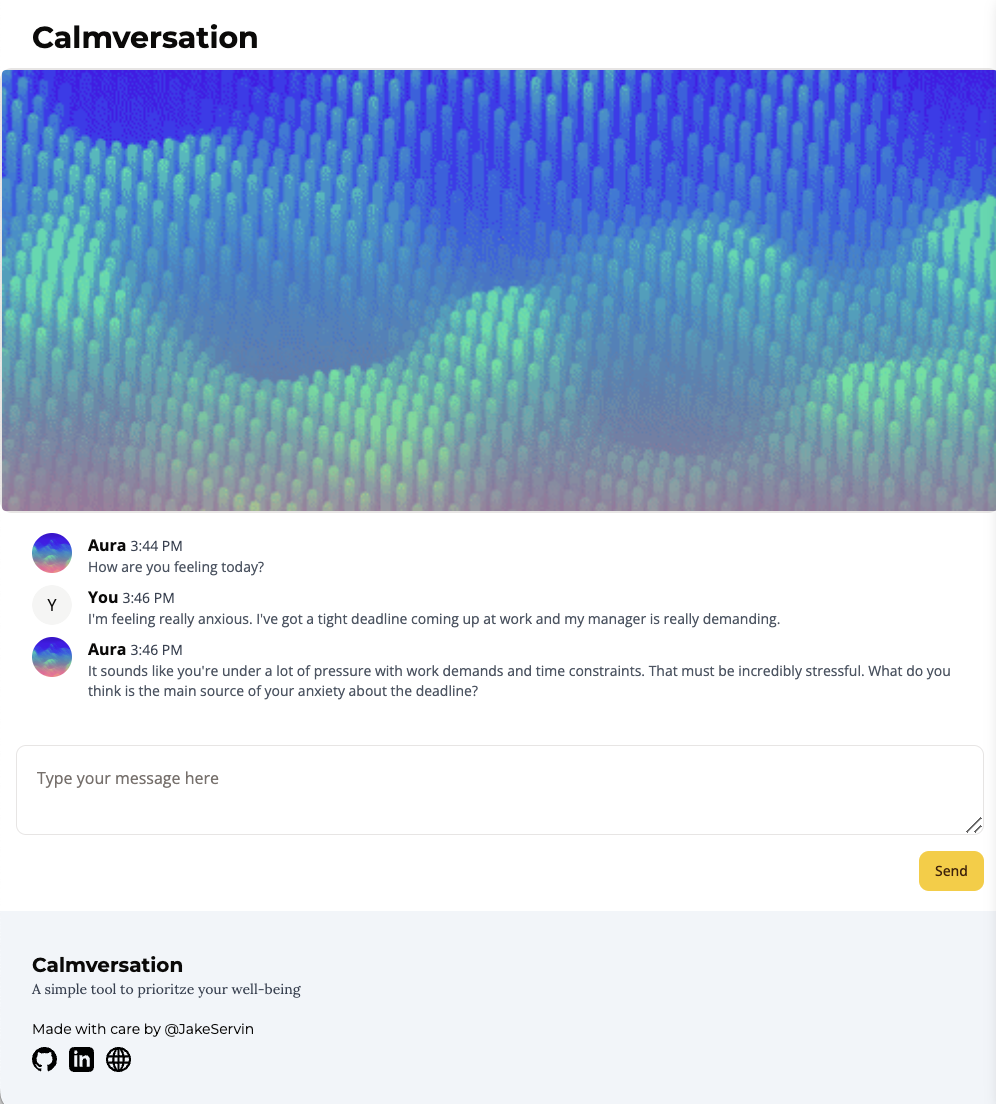 Calmversation
Aura 3:44 PM
How are you feeling today?
Y
You 3:46 PM
I'm feeling really anxious. I've got a tight deadline coming up at work and my manager is really demanding.
Aura 3:46 PM
It sounds like you're under a lot of pressure with work demands and time constraints. That must be incredibly stressful. What do you
think is the main source of your anxiety about the deadline?
Type your message here
Send
Calmversation
A simple tool to prioritze your well-being
Made with care by @JakeServin
in